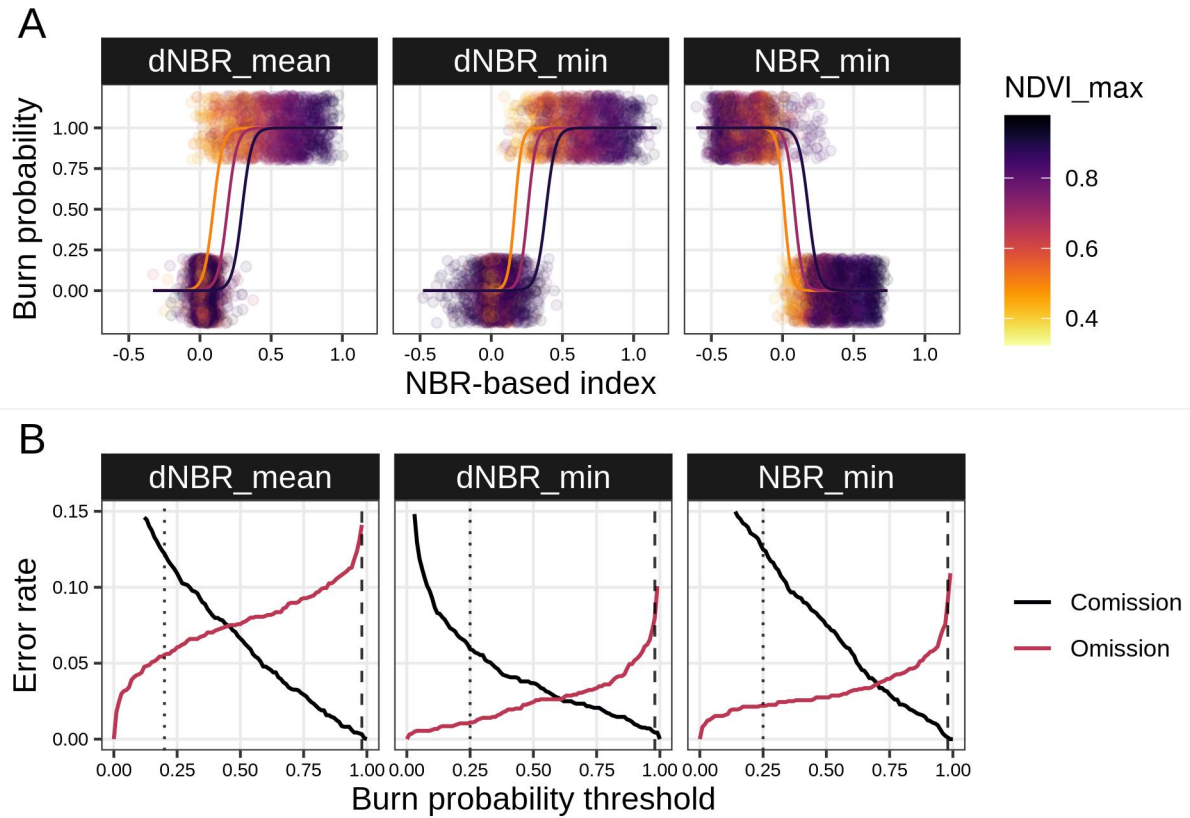 A
dNBR_mean
dNBR_min
NBR_min
Burn probability
1.00
0.75
0.50
0.25
0.00
-0.5 0.0 0.5 1.0
-0.5 0.0 0.5 1.0
-0.5 0.0 0.5 1.0
NBR-based index
NDVI_max
0.8
0.6
0.4
B
dNBR_mean
dNBR_min
NBR_min
Error rate
0.15
0.10
0.05
0.00
0.00 0.25 0.50 0.75 1.00
0.00 0.25 0.50 0.75 1.00
0.00 0.25 0.50 0.75 1.00
Burn probability threshold
Comission
Omission